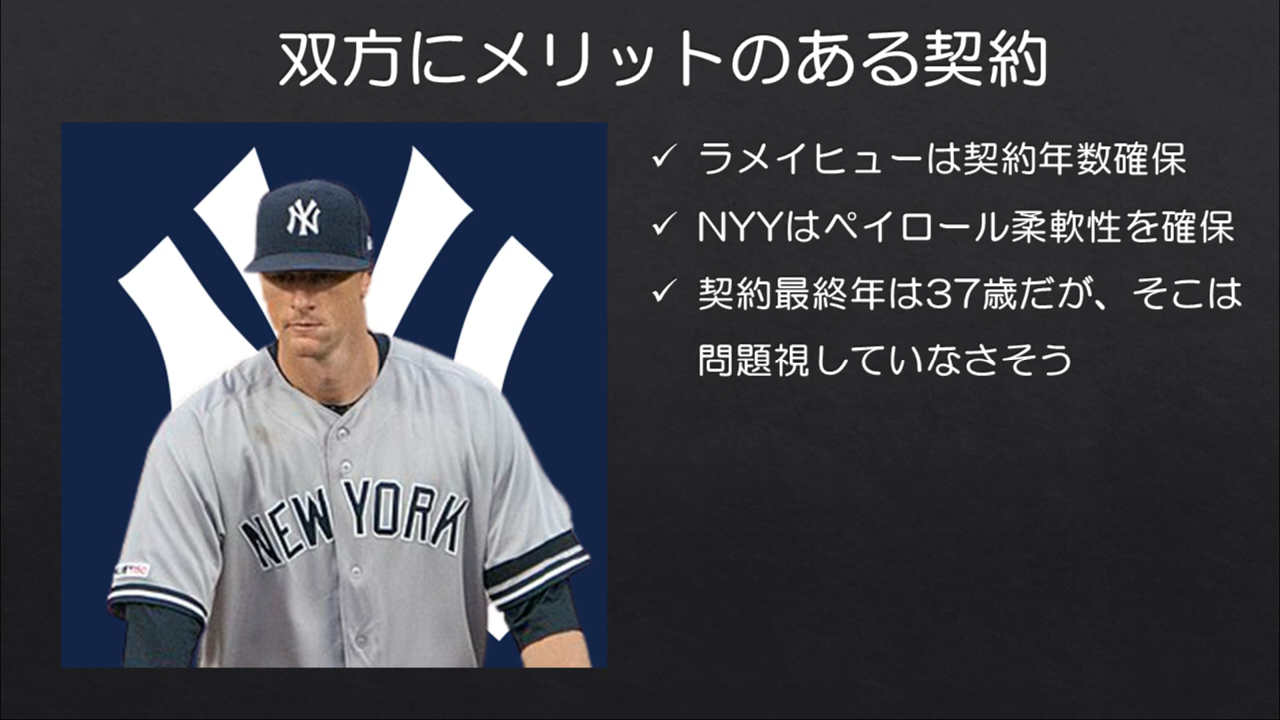 双方にメリットのある契約
✓ ラメイヒューは契約年数確保
✓ NYYはペイロール柔軟性を確保
✓ 契約最終年は37歳だが、そこは
問題視していなさそう
NY
NEW YORK